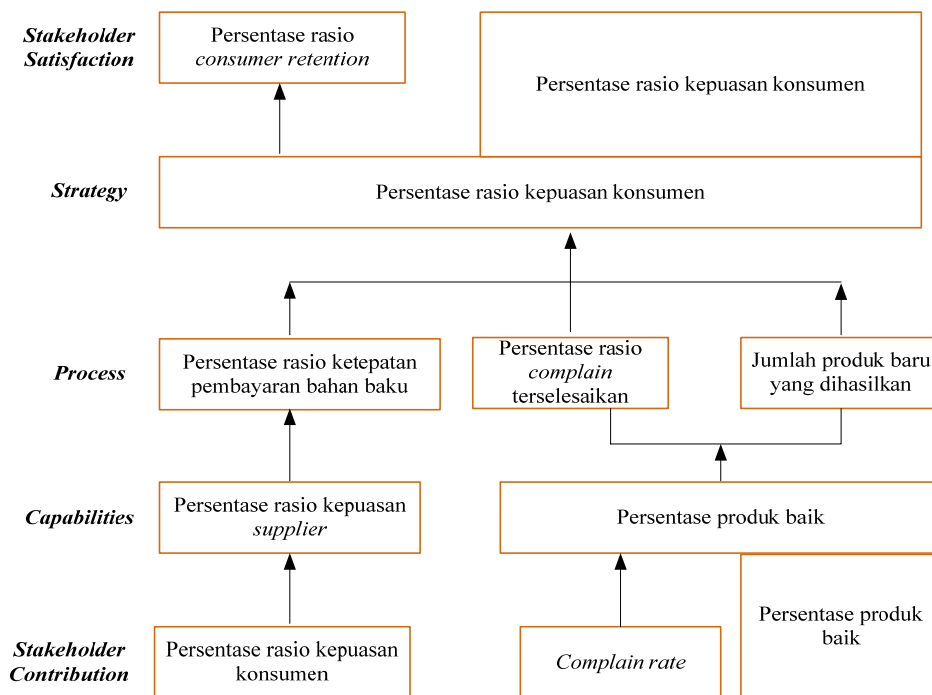 Stakeholder
Satisfaction
Persentase rasio
consumer retention
Persentase rasio kepuasan konsumen
Strategy
Persentase rasio kepuasan konsumen
Process
Persentase rasio ketepatan
pembayaran bahan baku
Persentase rasio
complain
terselesaikan
Jumlah produk baru
yang dihasilkan
Capabilities
Persentase rasio kepuasan
supplier
Persentase produk baik
Stakeholder
Contribution
Persentase rasio kepuasan
konsumen
Complain rate
Persentase produk
baik